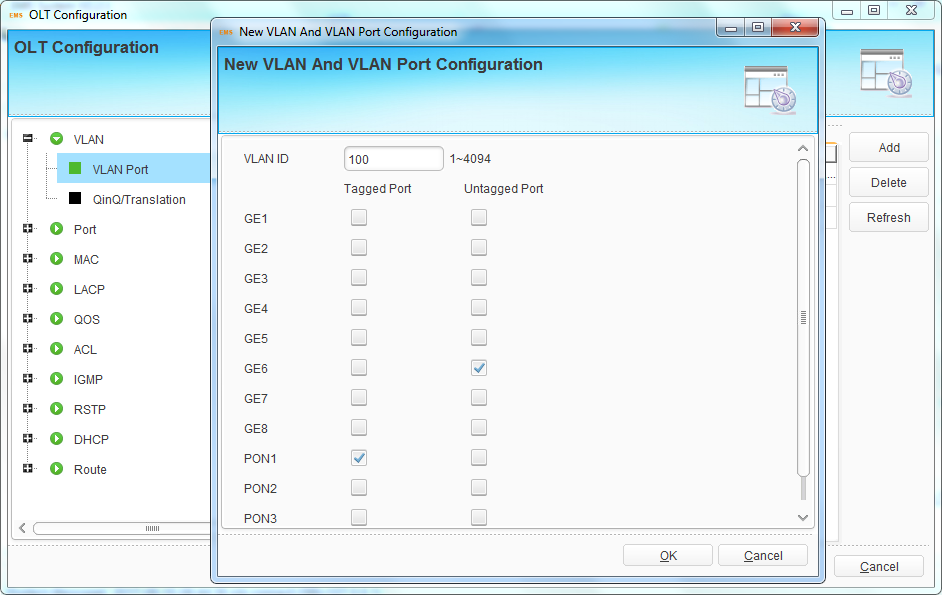 EMS OLT Configuration
OLT Configuration
EMS New VLAN And VLAN Port Configuration
New VLAN And VLAN Port Configuration
VLAN
VLAN Port
QinQ/Translation
Port
MAC
LACP
QOS
ACL
IGMP
RSTP
DHCP
Route
VLAN ID 100 1~4094
Tagged Port Untagged Port
GE1
GE2
GE3
GE4
GE5
GE6
GE7
GE8
PON1
PON2
PON3
OK Cancel
Add
Delete
Refresh
Cancel